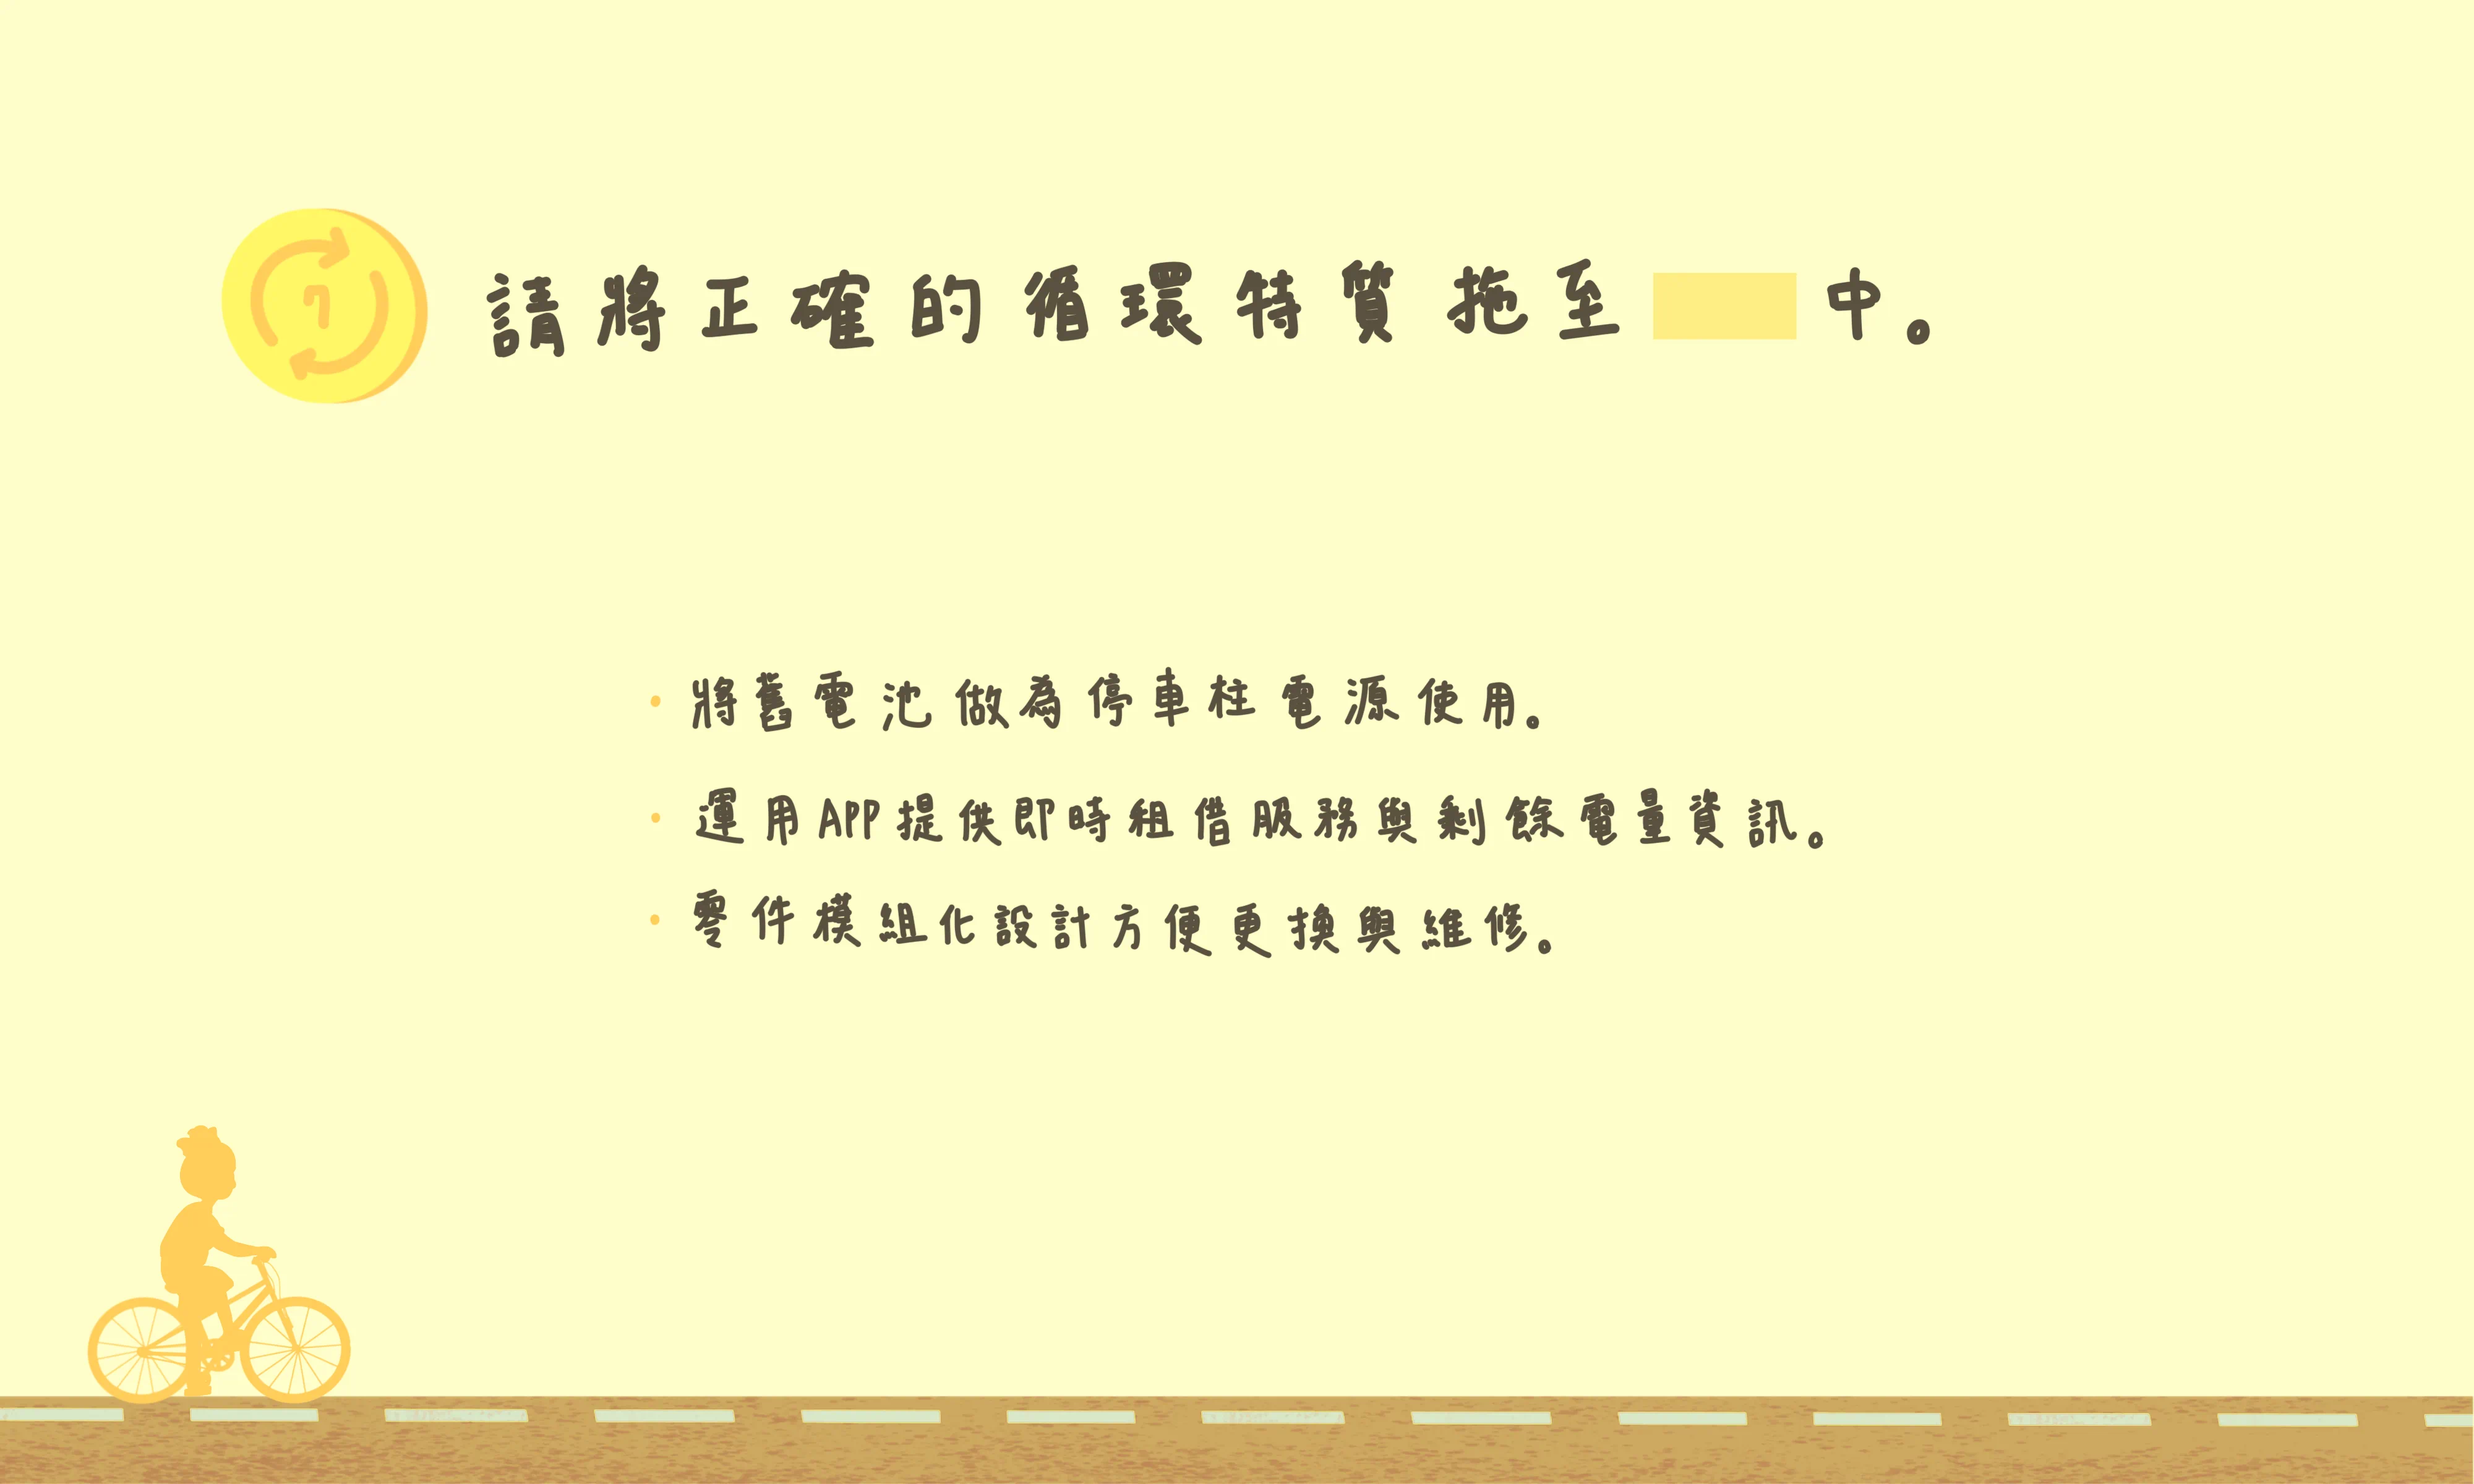 7
請將正確的循環特質拖至 中。
・將舊電池做為停車柱電源使用。
・運用APP提供即時租借服務與剩餘電量資訊。
・零件模組化設計方便更換與維修。